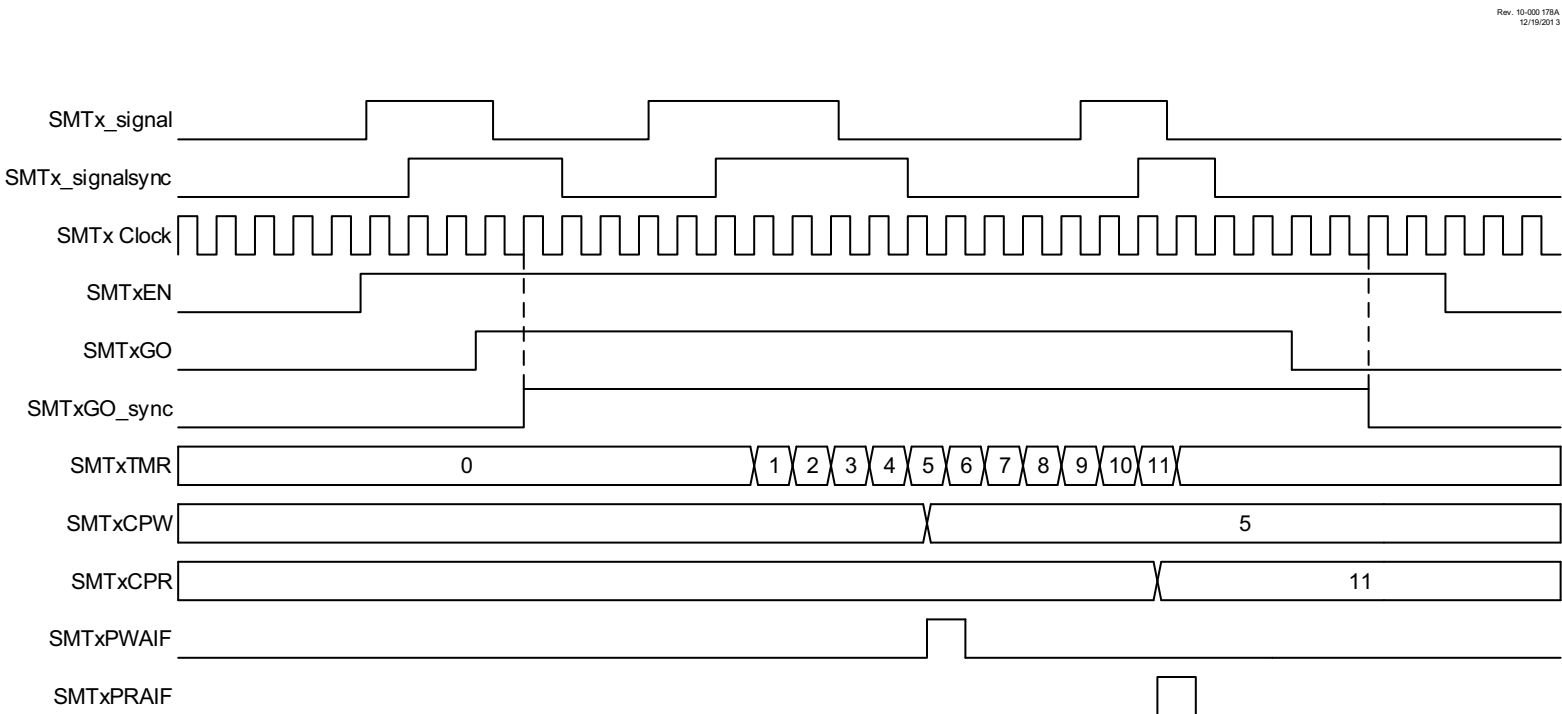 Rev. 10-000 178A
12/19/201 3
SMTx_signal
SMTx_signalsync
SMTx Clock
SMTxEN
SMTxGO
SMTxGO_sync
SMTxTMR 0 1 2 3 4 5 6 7 8 9 10 11
SMTxCPW 5
SMTxCPR 11
SMTxPWAIF
SMTxPRAIF